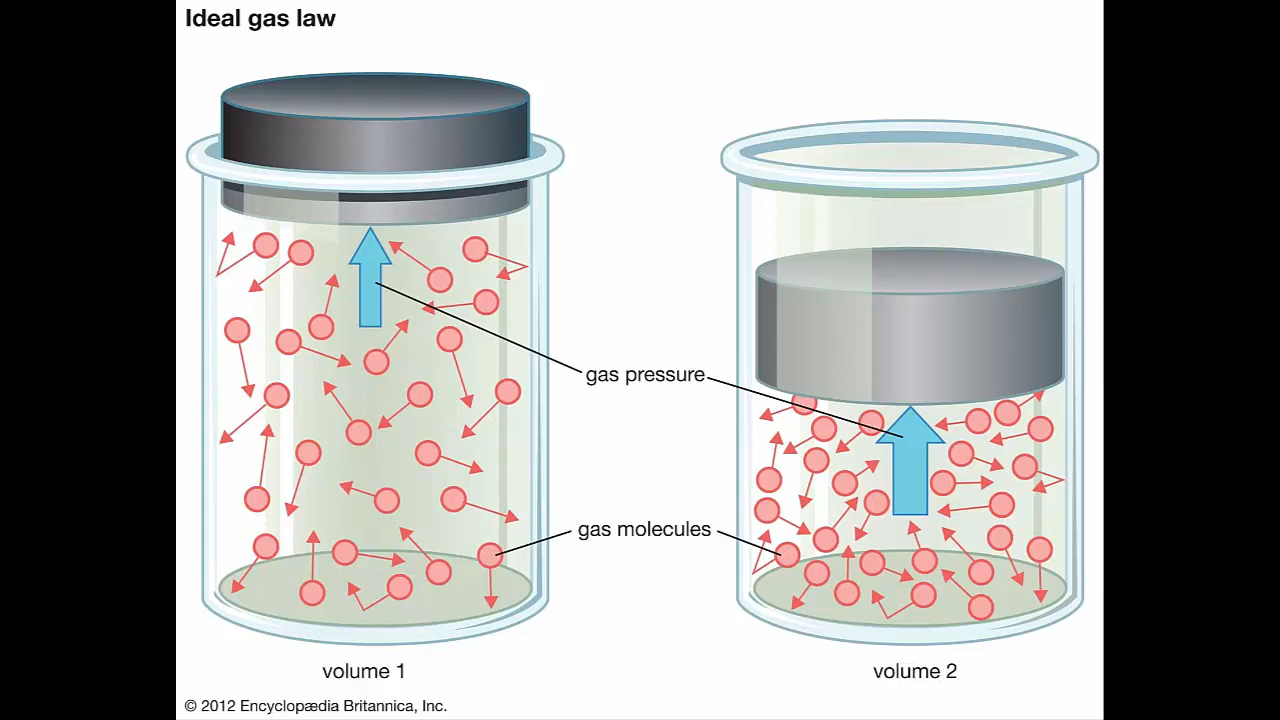 Ideal gas law
gas pressure
gas molecules
volume 1
volume 2
© 2012 Encyclopædia Britannica, Inc.